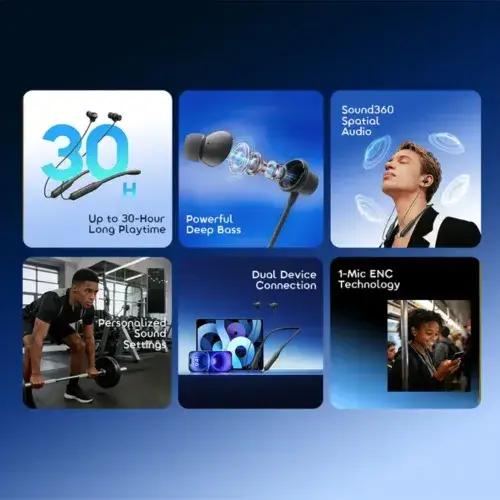 30
H
Up to 30-Hour
Long Playtime
Powerful
Deep Bass
Sound360
Spatial
Audio
Personalized
Sound
Settings
Dual Device
Connection
1-Mic ENC
Technology